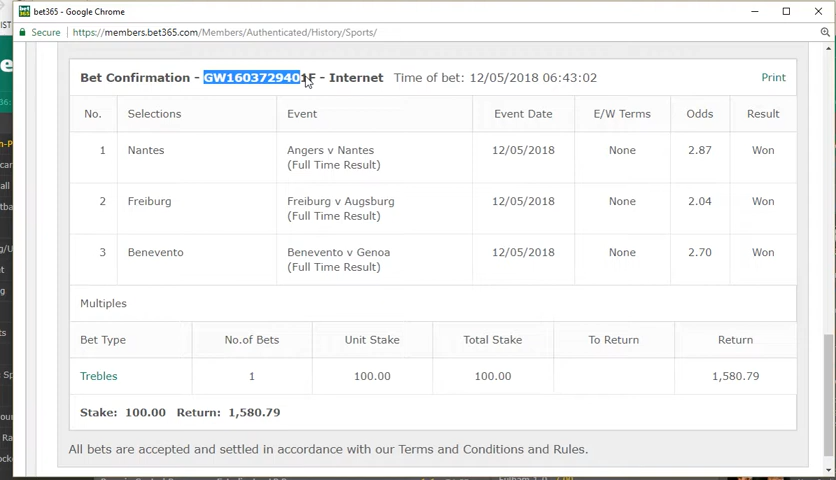 bet365 - Google Chrome
Secure https://members.bet365.com/Members/Authenticated/History/Sports/
Bet Confirmation - GW1603729401F - Internet Time of bet: 12/05/2018 06:43:02 Print
No. Selections Event Event Date E/W Terms Odds Result
1 Nantes Angers v Nantes 12/05/2018 None 2.87 Won
(Full Time Result)
2 Freiburg Freiburg v Augsburg 12/05/2018 None 2.04 Won
(Full Time Result)
3 Benevento Benevento v Genoa 12/05/2018 None 2.70 Won
(Full Time Result)
Multiples
Bet Type No.of Bets Unit Stake Total Stake To Return Return
Trebles 1 100.00 100.00 1,580.79
Stake: 100.00 Return: 1,580.79
All bets are accepted and settled in accordance with our Terms and Conditions and Rules.